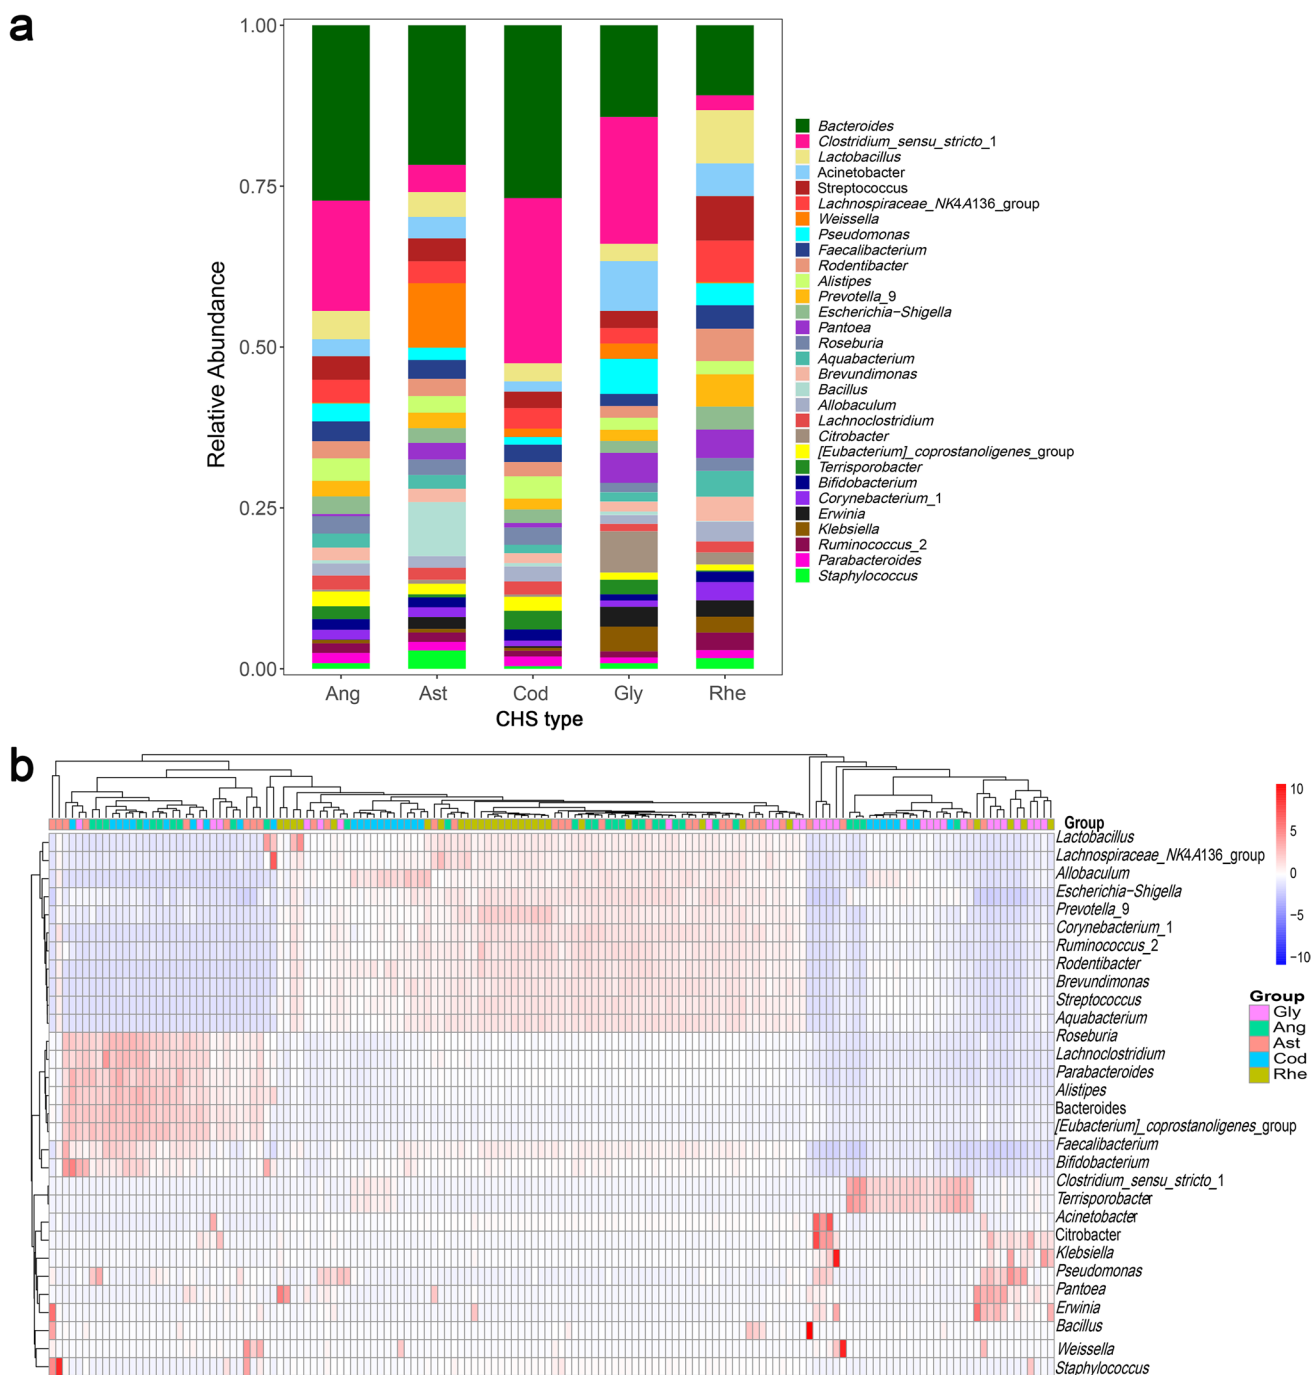 a
1.00
0.75
0.50
0.25
0.00
Relative Abundance
Ang
Ast
Cod
Gly
Rhe
CHS type
Bacteroides
Clostridium_sensu_stricto_1
Lactobacillus
Acinetobacter
Streptococcus
Lachnospiraceae_NK4A136_group
Weissella
Pseudomonas
Faecalibacterium
Rodentibacter
Alistipes
Prevotella_9
Escherichia−Shigella
Pantoea
Roseburia
Aquabacterium
Brevundimonas
Bacillus
Allobaculum
Lachnoclostridium
Citrobacter
[Eubacterium]_coprostanoligenes_group
Terrisporobacter
Bifidobacterium
Corynebacterium_1
Erwinia
Klebsiella
Ruminococcus_2
Parabacteroides
Staphylococcus
b
Group
Lactobacillus
Lachnospiraceae_NK4A136_group
Allobaculum
Escherichia−Shigella
Prevotella_9
Corynebacterium_1
Ruminococcus_2
Rodentibacter
Brevundimonas
Streptococcus
Aquabacterium
Roseburia
Lachnoclostridium
Parabacteroides
Alistipes
Bacteroides
[Eubacterium]_coprostanoligenes_group
Faecalibacterium
Bifidobacterium
Clostridium_sensu_stricto_1
Terrisporobacter
Acinetobacter
Citrobacter
Klebsiella
Pseudomonas
Pantoea
Erwinia
Bacillus
Weissella
Staphylococcus
10
5
0
−5
−10
Group
Gly
Ang
Ast
Cod
Rhe